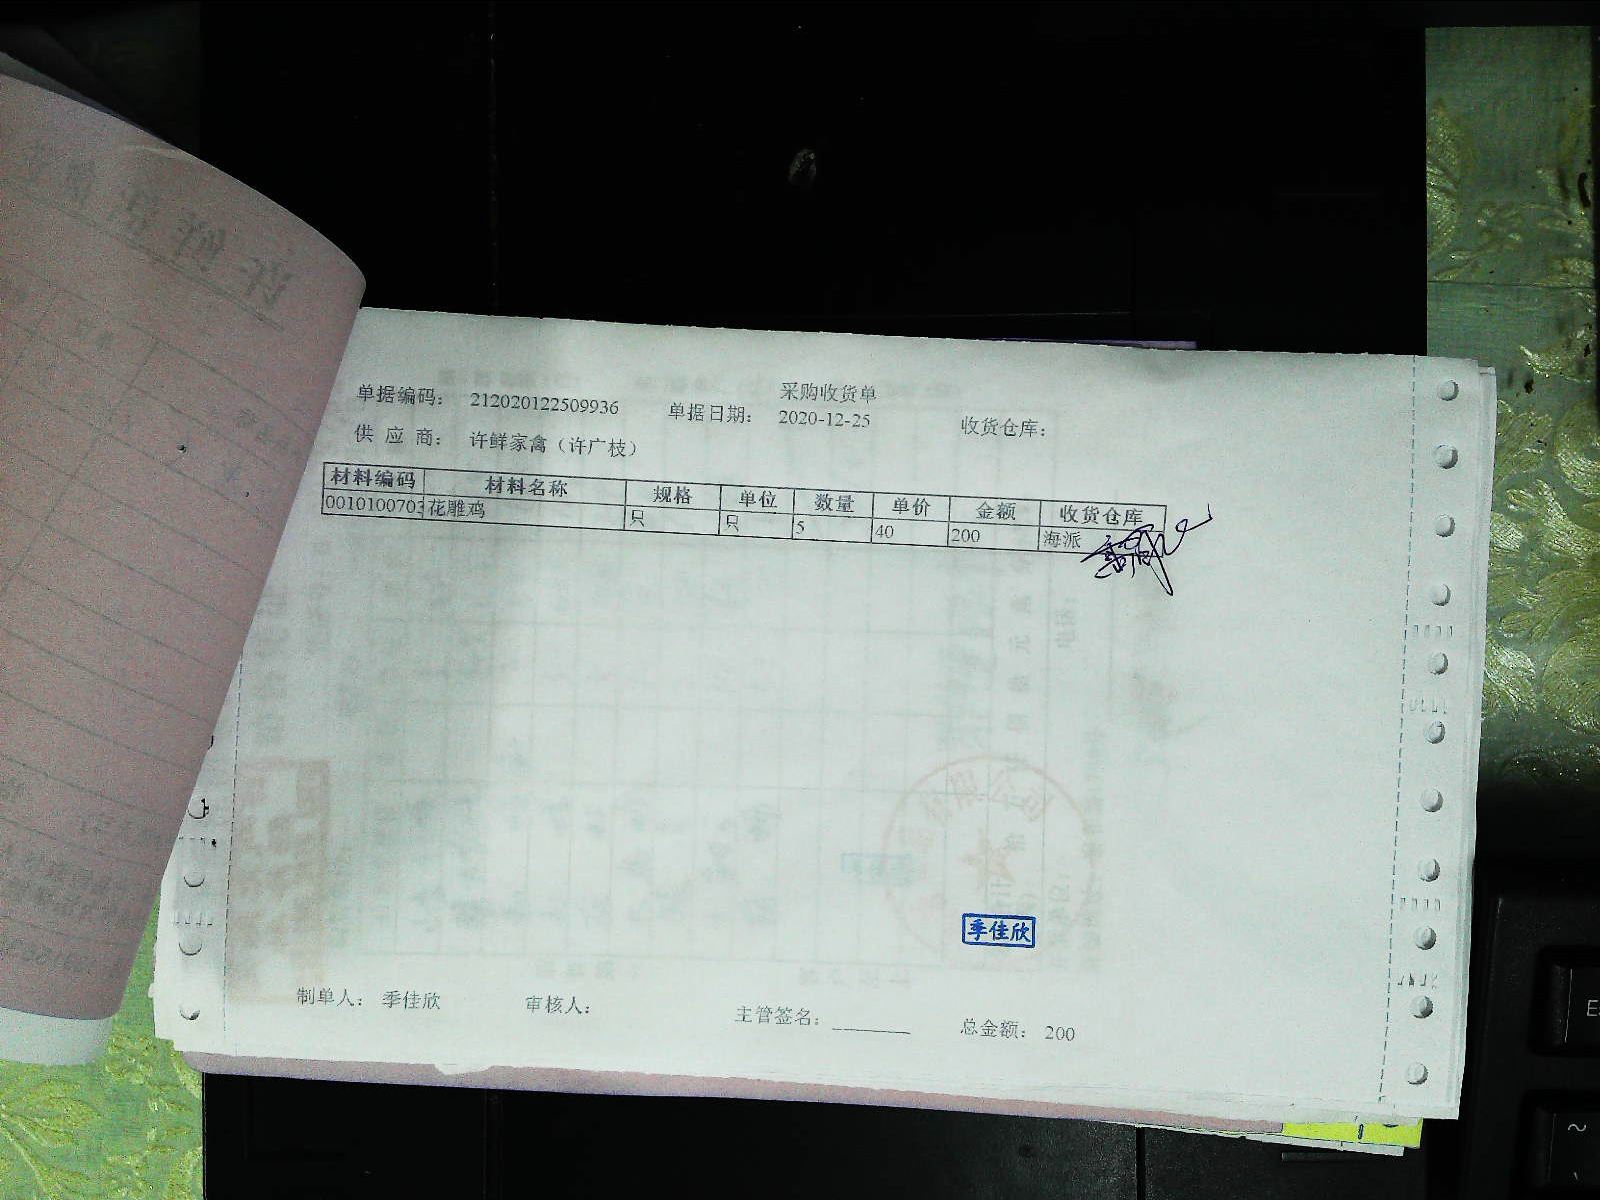 采购收货单
单据编码： 212020122509936 单据日期： 2020-12-25 收货仓库：
供 应 商： 许鲜家禽（许广枝）
材料编码 材料名称 规格 单位 数量 单价 金额 收货仓库
0010100703 花雕鸡 只 只 5 40 200 海派
季佳欣
制单人： 季佳欣 审核人： 主管签名：________ 总金额： 200